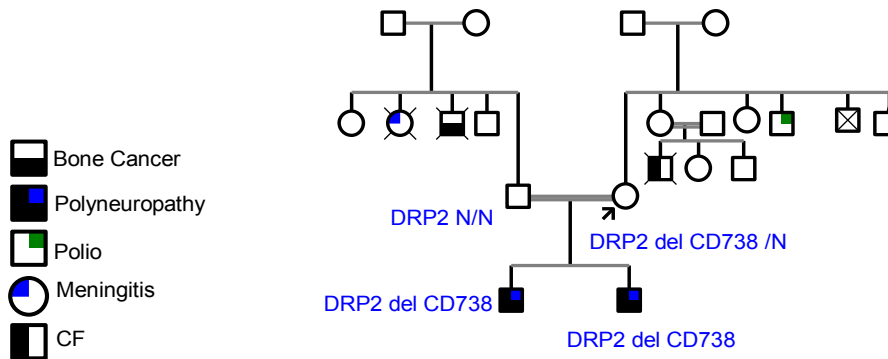 Bone Cancer
Polyneuropathy
Polio
Meningitis
CF
DRP2 N/N
DRP2 del CD738 /N
DRP2 del CD738
DRP2 del CD738